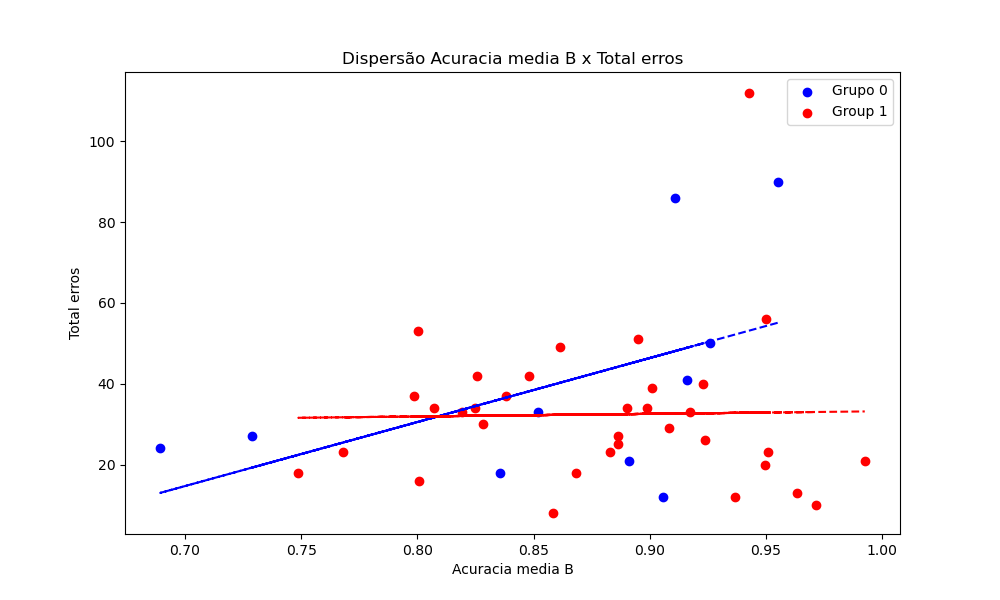 Dispersão Acuracia media B x Total erros
Grupo 0
Group 1
Total erros
100
80
60
40
20
0.70
0.75
0.80
0.85
0.90
0.95
1.00
Acuracia media B